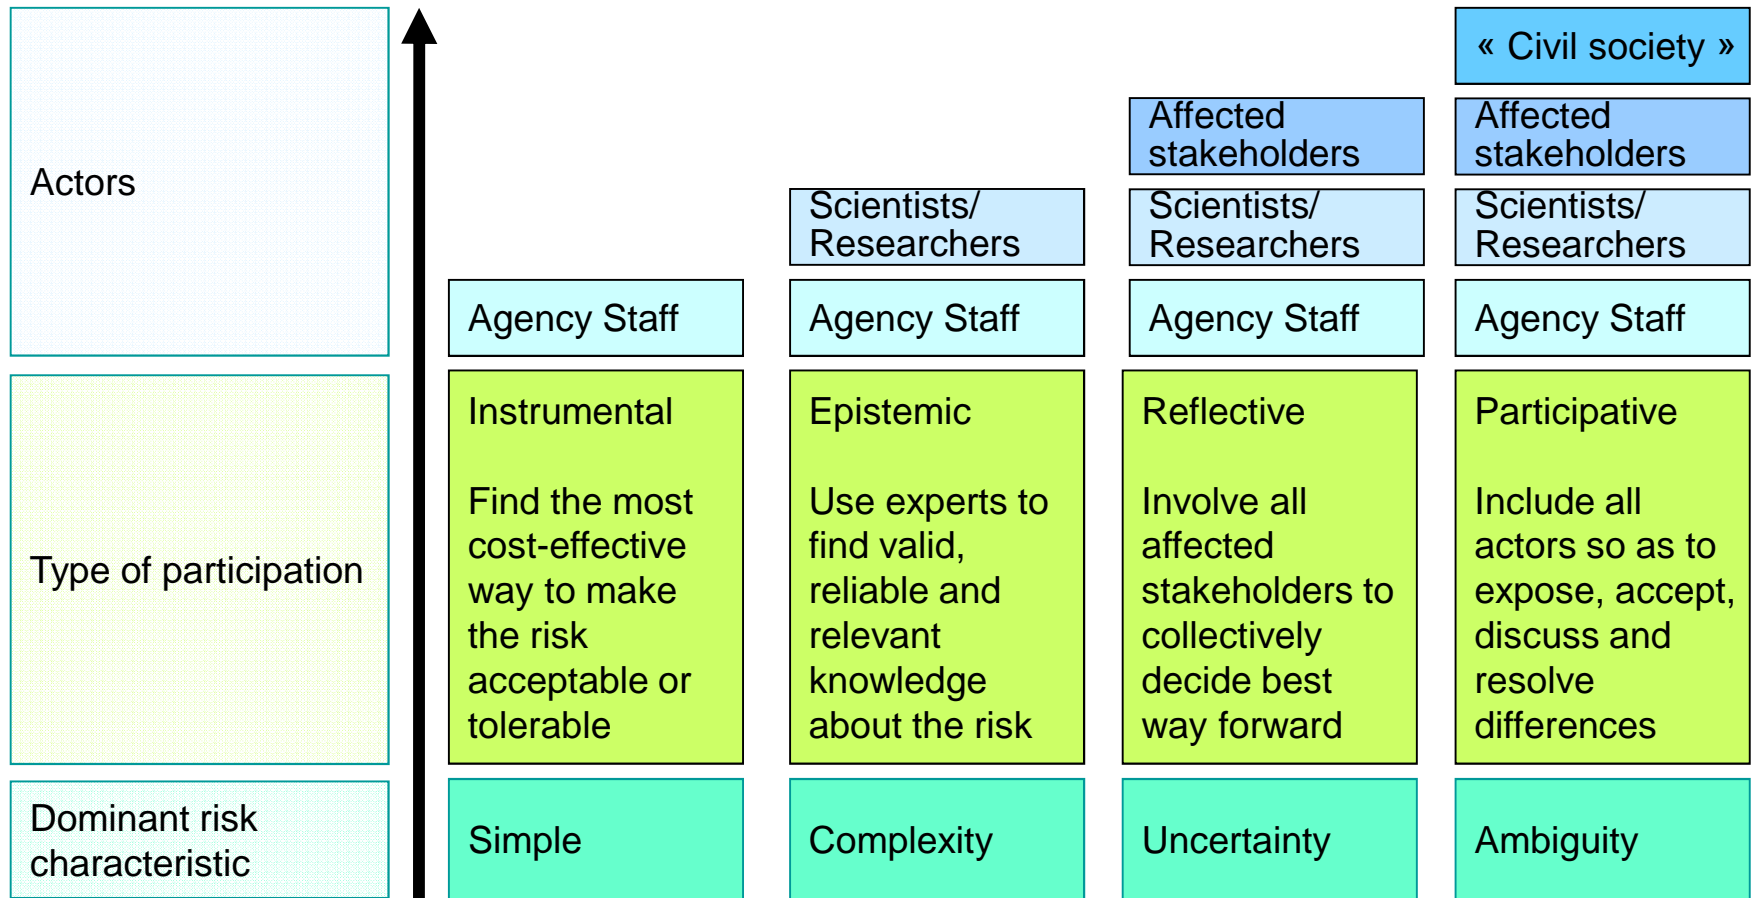 Actors
« Civil society »
Affected
stakeholders
Affected
stakeholders
Scientists/
Researchers
Scientists/
Researchers
Scientists/
Researchers
Agency Staff
Agency Staff
Agency Staff
Agency Staff
Type of participation
Instrumental
Find the most
cost-effective
way to make
the risk
acceptable or
tolerable
Epistemic
Use experts to
find valid,
reliable and
relevant
knowledge
about the risk
Reflective
Involve all
affected
stakeholders to
collectively
decide best
way forward
Participative
Include all
actors so as to
expose, accept,
discuss and
resolve
differences
Dominant risk
characteristic
Simple
Complexity
Uncertainty
Ambiguity